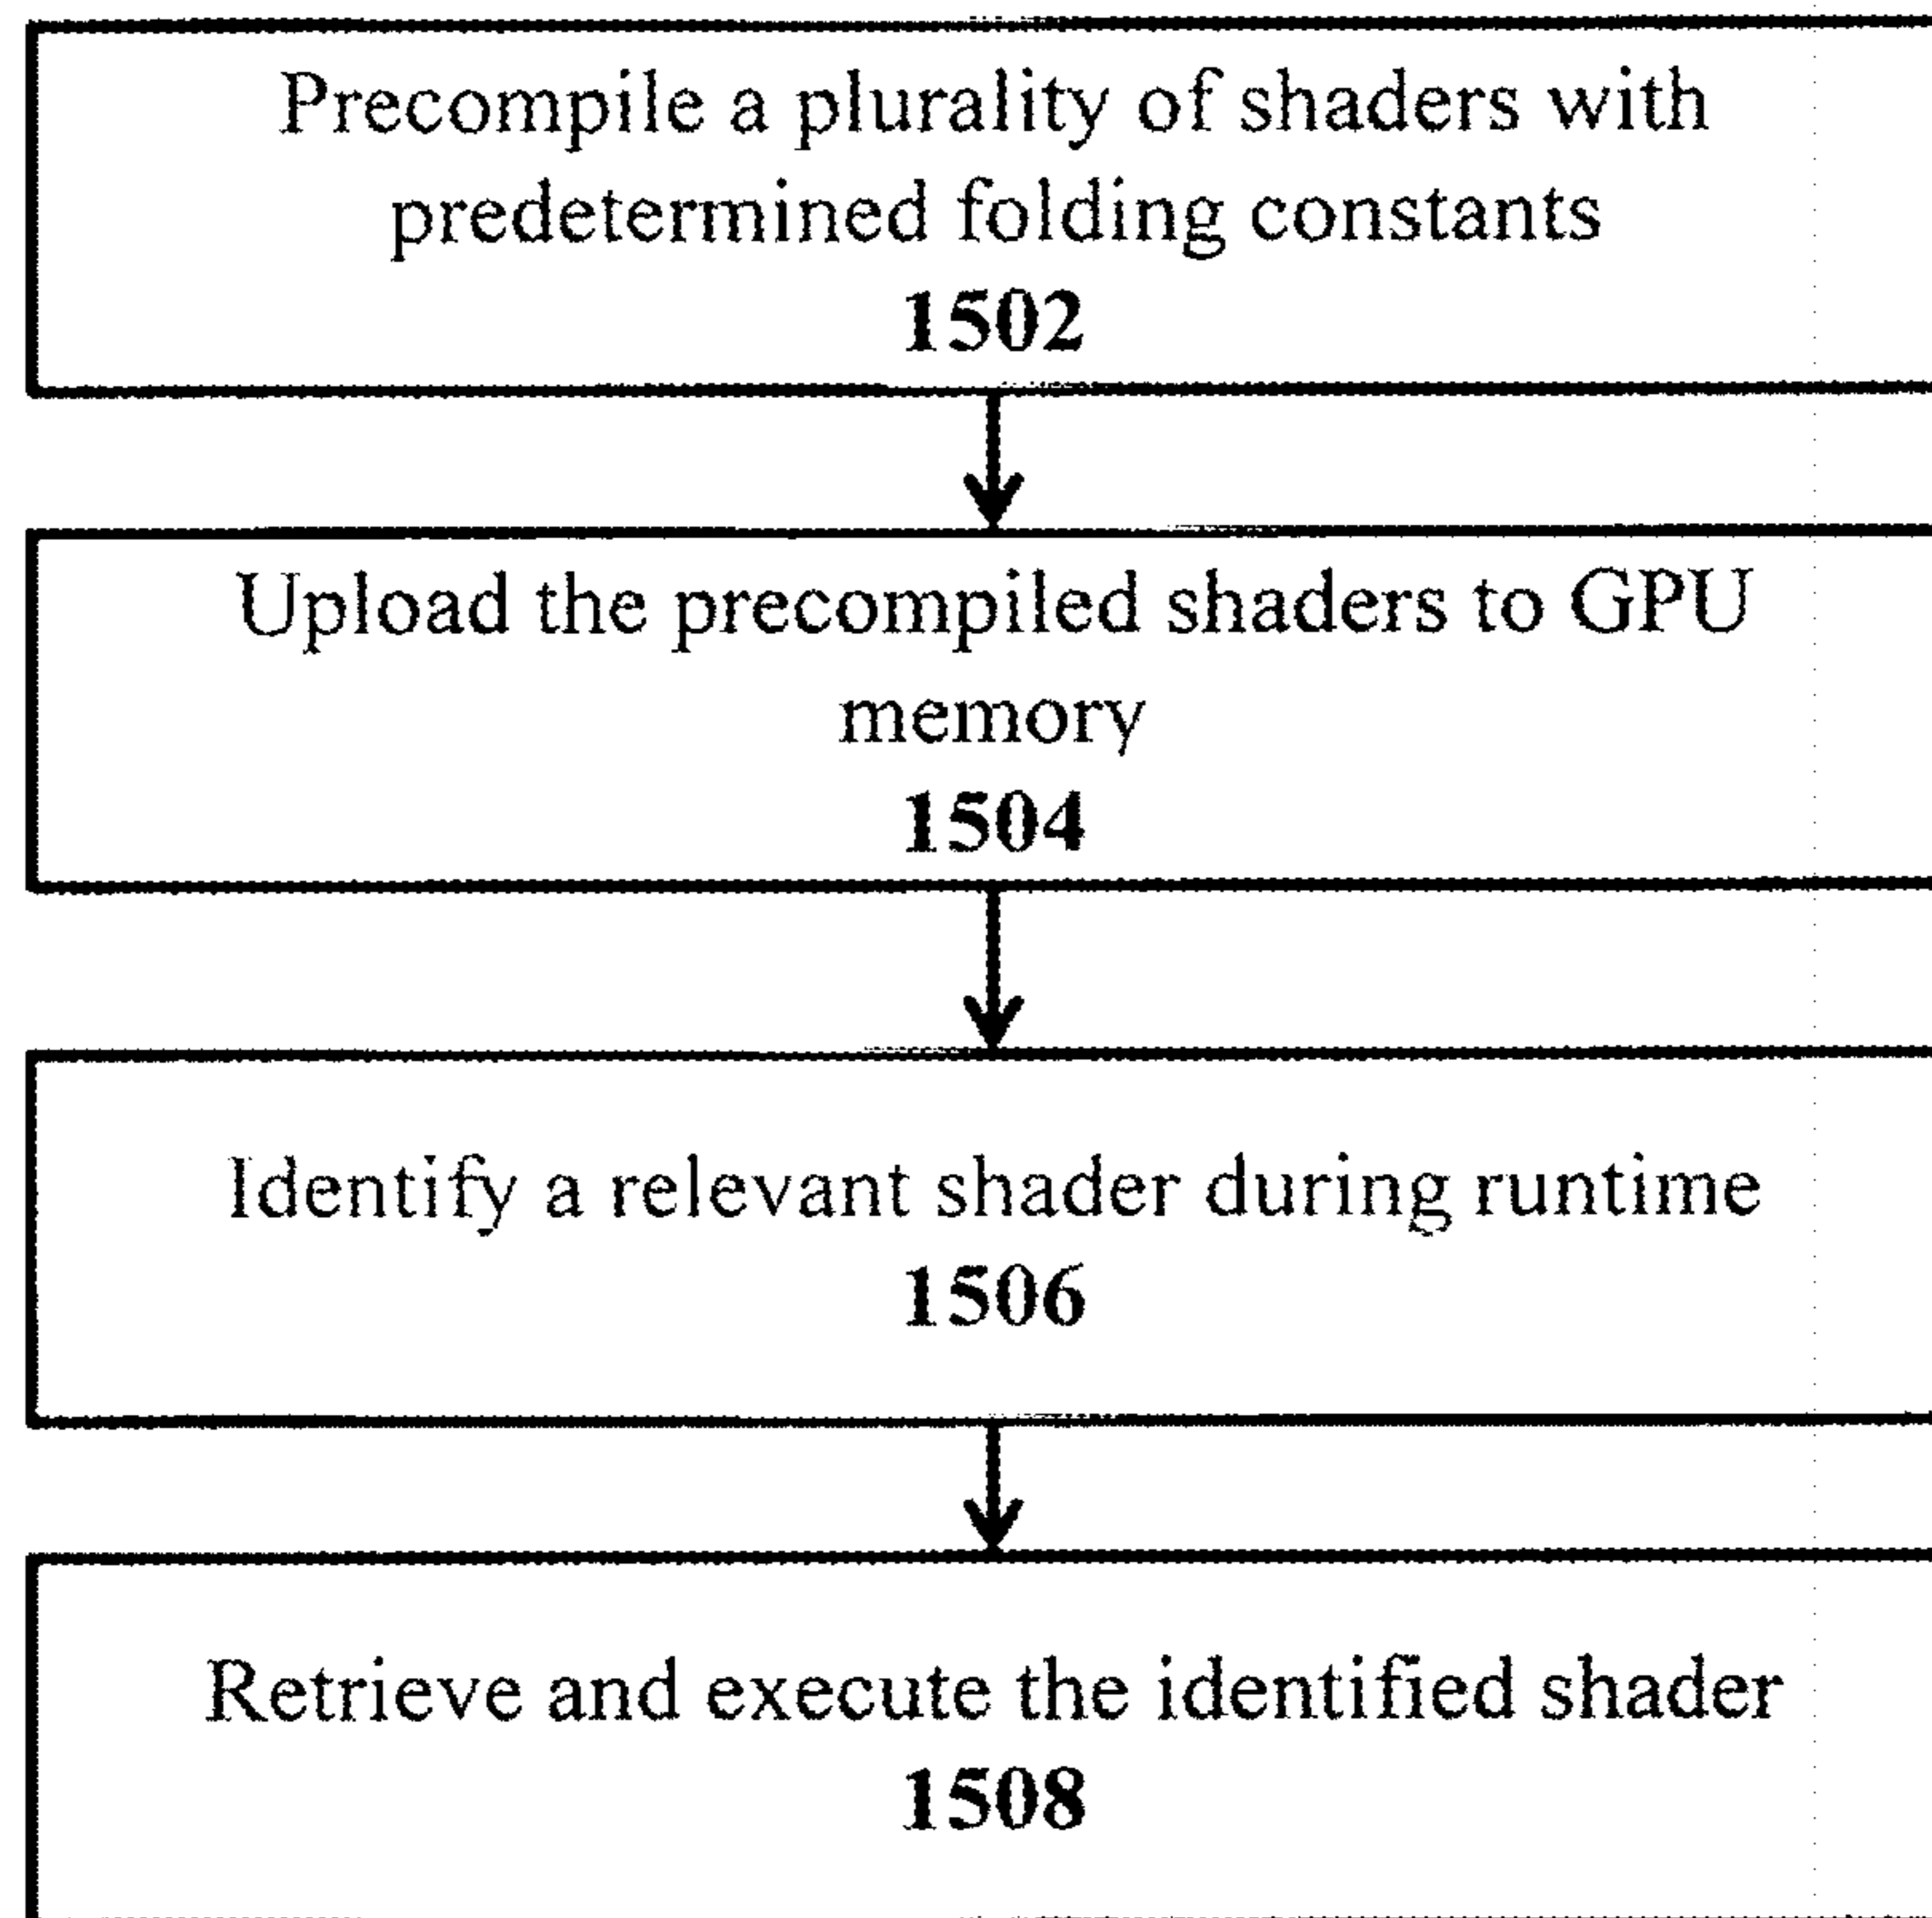 Precompile a plurality of shaders with
predetermined folding constants
1502
Upload the precompiled shaders to GPU
memory
1504
Identify a relevant shader during runtime
1506
Retrieve and execute the identified shader
1508